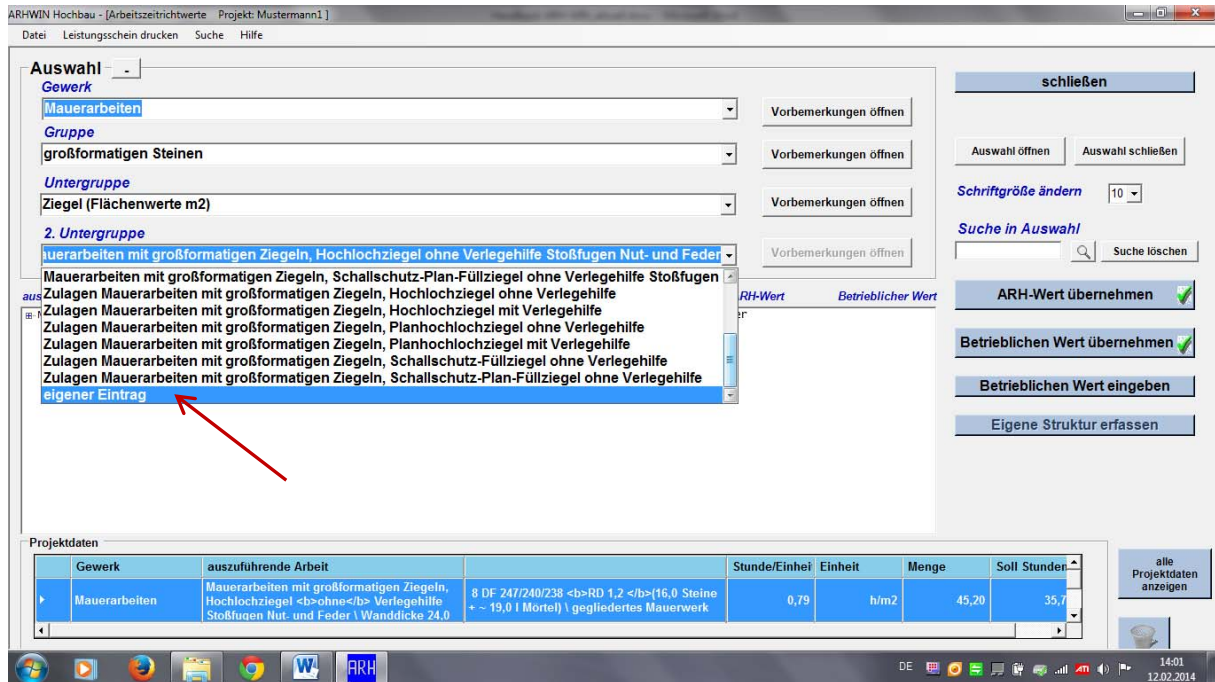 ARHWIN Hochbau - [Arbeitszeitrichtwerte Projekt: Mustermann1 ]
Datei Leistungsschein drucken Suche Hilfe
Auswahl -
Gewerk
Mauerarbeiten
Vorbemerkungen öffnen
Gruppe
großformatigen Steinen
Vorbemerkungen öffnen
Untergruppe
Ziegel (Flächenwerte m2)
Vorbemerkungen öffnen
2. Untergruppe
auerarbeiten mit großformatigen Ziegeln, Hochlochziegel ohne Verlegehilfe Stoßfugen Nut- und Feder
Vorbemerkungen öffnen
Mauerarbeiten mit großformatigen Ziegeln, Schallschutz-Plan-Füllziegel ohne Verlegehilfe Stoßfugen
Zulagen Mauerarbeiten mit großformatigen Ziegeln, Hochlochziegel ohne Verlegehilfe
Zulagen Mauerarbeiten mit großformatigen Ziegeln, Hochlochziegel mit Verlegehilfe
Zulagen Mauerarbeiten mit großformatigen Ziegeln, Planhochlochziegel ohne Verlegehilfe
Zulagen Mauerarbeiten mit großformatigen Ziegeln, Planhochlochziegel mit Verlegehilfe
Zulagen Mauerarbeiten mit großformatigen Ziegeln, Schallschutz-Füllziegel ohne Verlegehilfe
Zulagen Mauerarbeiten mit großformatigen Ziegeln, Schallschutz-Plan-Füllziegel ohne Verlegehilfe
eigener Eintrag
aus
RH-Wert Betrieblicher Wert
er
schließen
Auswahl öffnen Auswahl schließen
Schriftgröße ändern 10
Suche in Auswahl
Suche löschen
ARH-Wert übernehmen
Betrieblichen Wert übernehmen
Betrieblichen Wert eingeben
Eigene Struktur erfassen
Projektdaten
Gewerk auszuführende Arbeit Stunde/Einhei Einheit Menge Soll Stunden
Mauerarbeiten
Mauerarbeiten mit großformatigen Ziegeln,
Hochlochziegel <b>ohne</b> Verlegehilfe
Stoßfugen Nut- und Feder \ Wanddicke 24,0
8 DF 247/240/238 <b>RD 1,2 </b>(16,0 Steine
+ ~ 19,0 l Mörtel) \ gegliedertes Mauerwerk
0,79 h/m2 45,20 35,7
alle
Projektdaten
anzeigen
W ARH
DE
14:01
12.02.2014